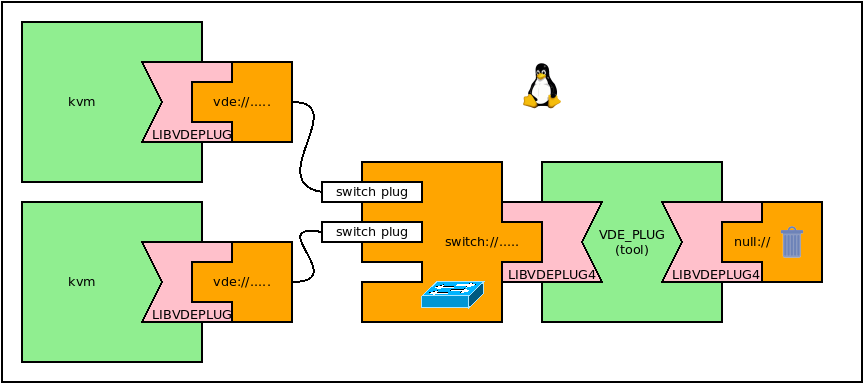 kvm
vde://.....
LIBVDEPLUG
switch plug
switch plug
switch://.....
LIBVDEPLUG4
VDE_PLUG
(tool)
null://
LIBVDEPLUG4
kvm
vde://.....
LIBVDEPLUG